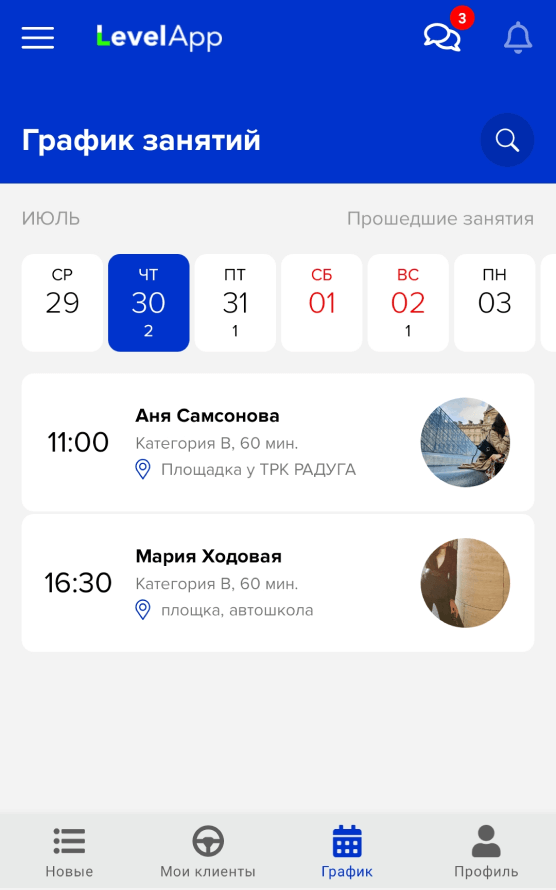 LevelApp
3
График занятий
ИЮЛЬ
Прошедшие занятия
СР
29
ЧТ
30
2
ПТ
31
1
СБ
01
ВС
02
1
ПН
03
11:00
Аня Самсонова
Категория B, 60 мин.
Площадка у ТРК РАДУГА
16:30
Мария Ходовая
Категория B, 60 мин.
площка, автошкола
Новые
Мои клиенты
График
Профиль